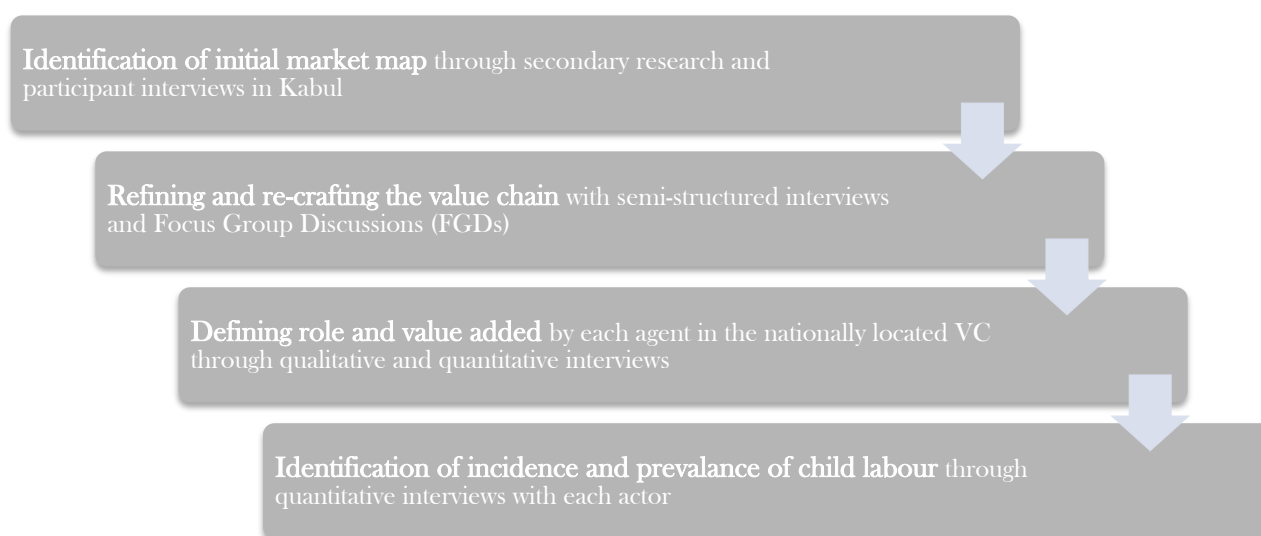 Identification of initial market map through secondary research and
participant interviews in Kabul
Refining and re-crafting the value chain with semi-structured interviews
and Focus Group Discussions (FGDs)
Defining role and value added by each agent in the nationally located VC
through qualitative and quantitative interviews
Identification of incidence and prevalance of child labour through
quantitative interviews with each actor